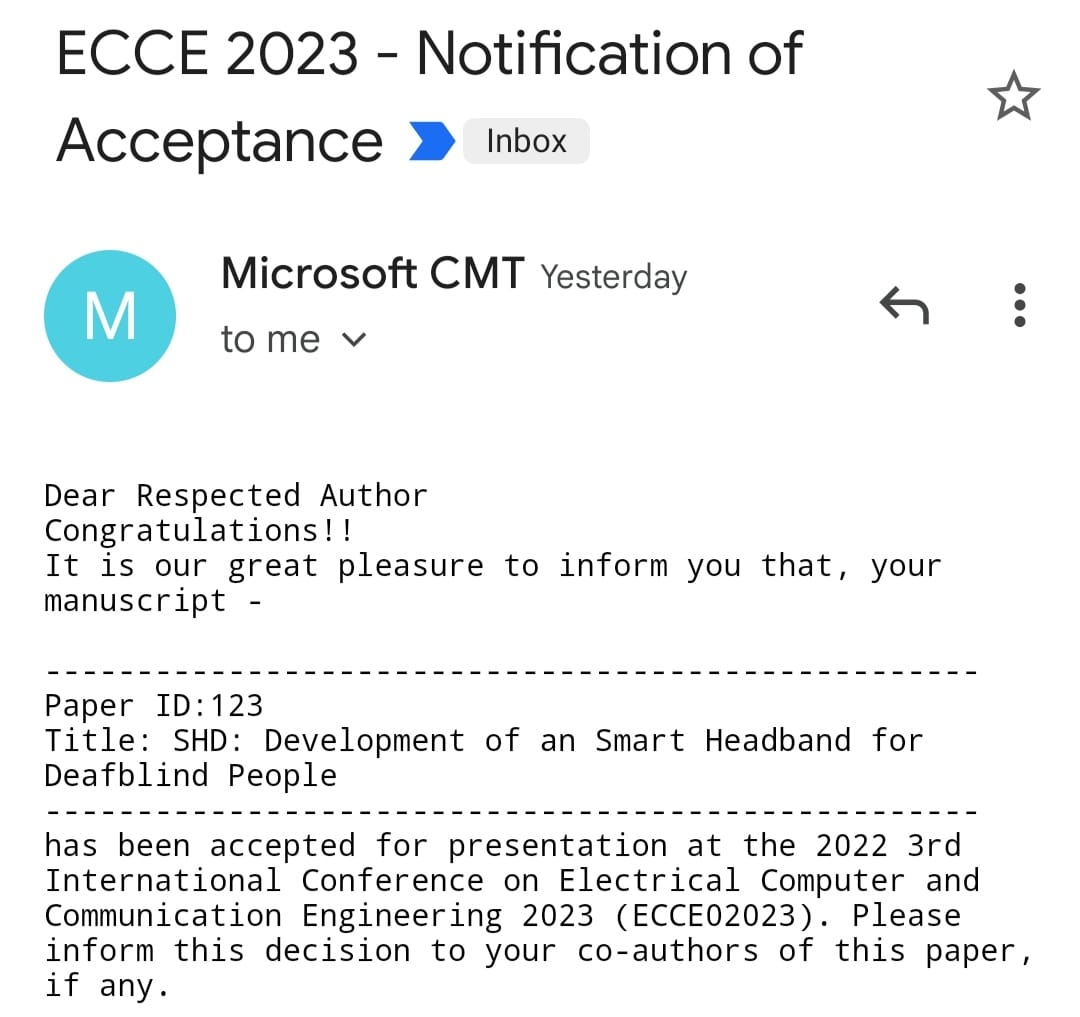 ECCE 2023 - Notification of
Acceptance Inbox
M
Microsoft CMT Yesterday
to me
Dear Respected Author
Congratulations!!
It is our great pleasure to inform you that, your
manuscript -
---------------------------------------------------
Paper ID:123
Title: SHD: Development of an Smart Headband for
Deafblind People
---------------------------------------------------
has been accepted for presentation at the 2022 3rd
International Conference on Electrical Computer and
Communication Engineering 2023 (ECCE02023). Please
inform this decision to your co-authors of this paper,
if any.